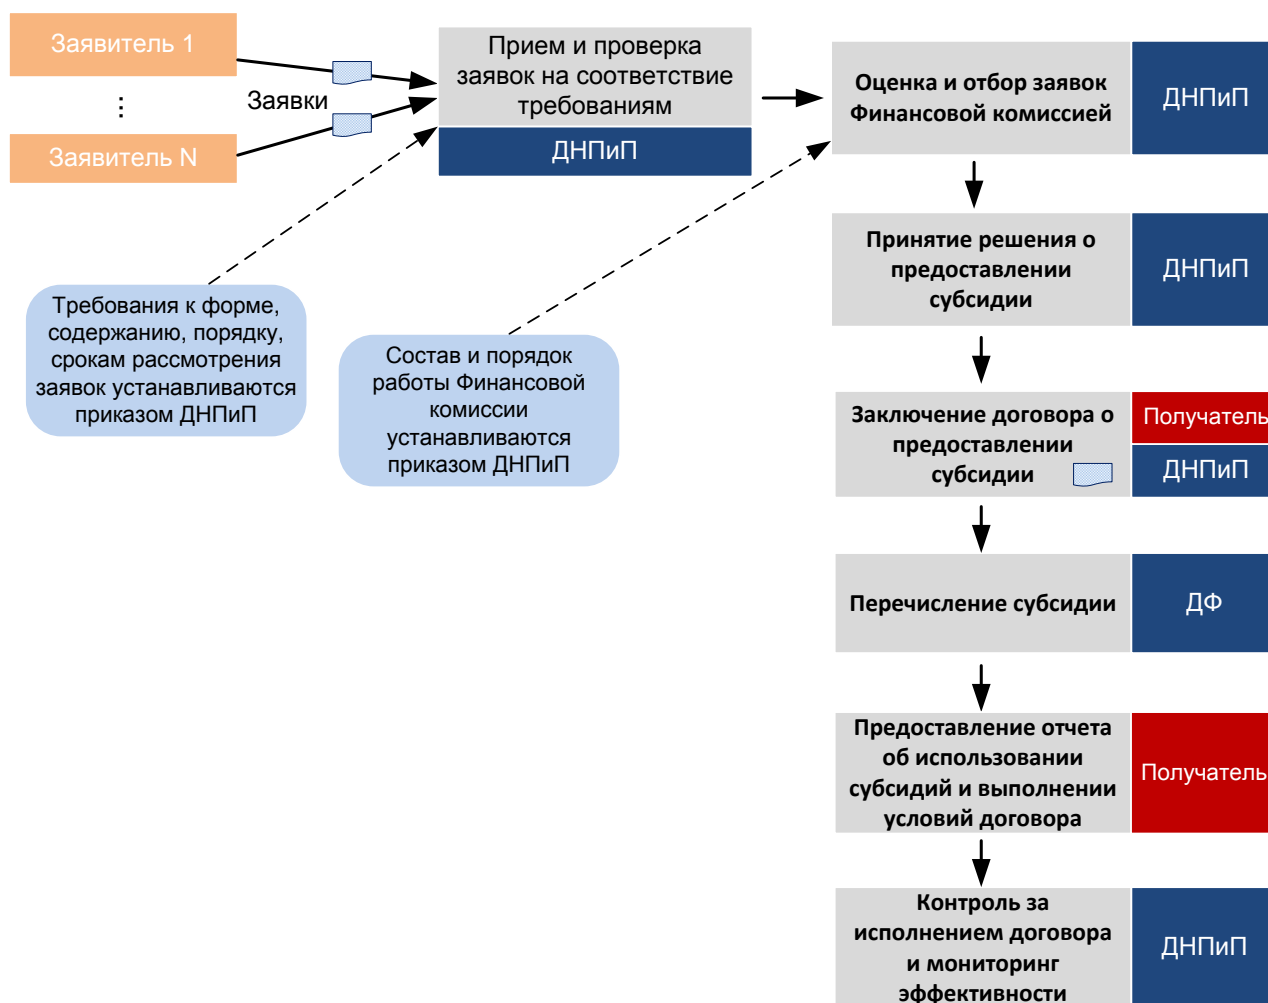 Заявитель 1
⋮
Заявитель N
Заявки
Прием и проверка
заявок на соответствие
требованиям
ДНПиП
Требования к форме,
содержанию, порядку,
срокам рассмотрения
заявок устанавливаются
приказом ДНПиП
Состав и порядок
работы Финансовой
комиссии
устанавливаются
приказом ДНПиП
Оценка и отбор заявок
Финансовой комиссией
ДНПиП
Принятие решения о
предоставлении
субсидии
ДНПиП
Заключение договора о
предоставлении
субсидии
Получатель
ДНПиП
Перечисление субсидии
ДФ
Предоставление отчета
об использовании
субсидий и выполнении
условий договора
Получатель
Контроль за
исполнением договора
и мониторинг
эффективности
ДНПиП